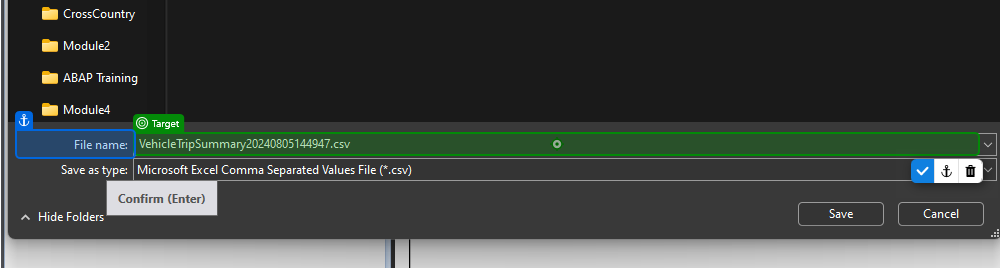 CrossCountry
Module2
ABAP Training
Module4
Target
File name: VehicleTripSummary20240805144947.csv
Save as type: Microsoft Excel Comma Separated Values File (*.csv)
Confirm (Enter)
Hide Folders
Save
Cancel